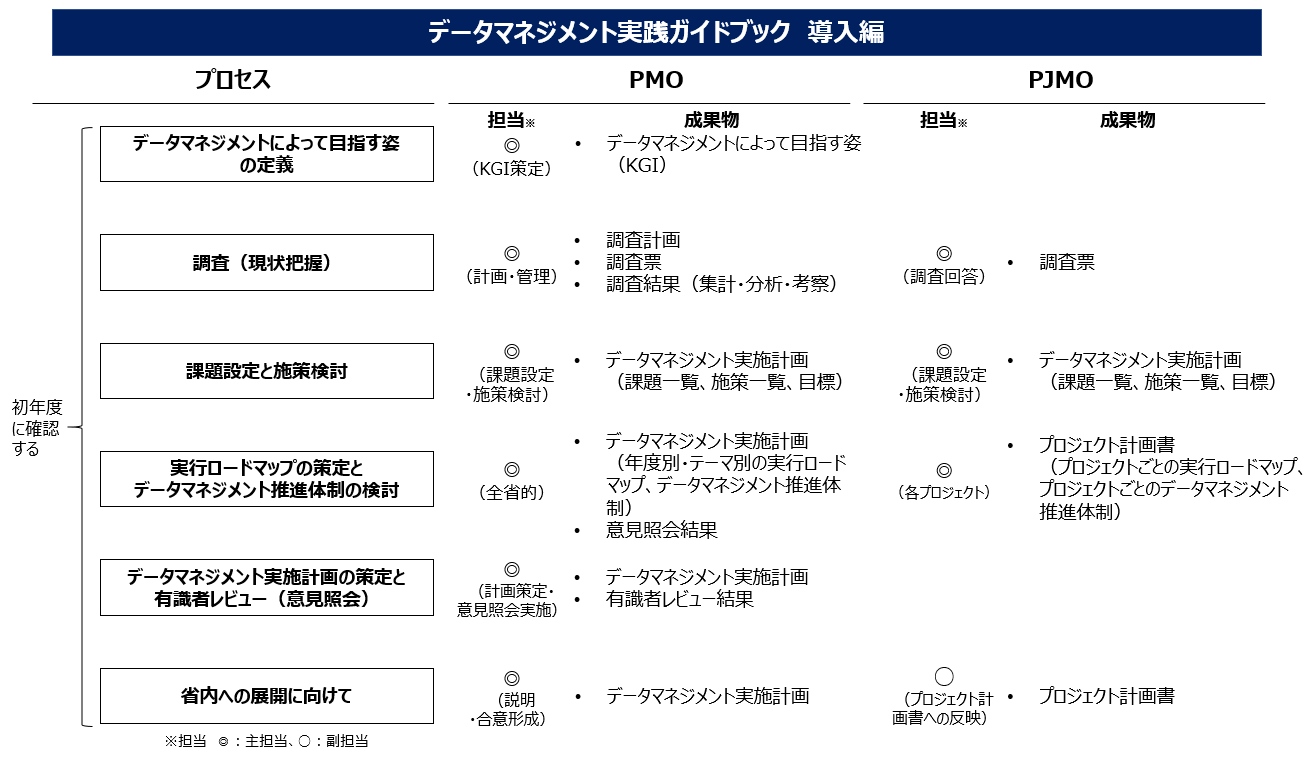 データマネジメント実践ガイドブック 導入編
プロセス
PMO
PJMO
担当※
成果物
担当※
成果物
初年度
に確認
する
データマネジメントによって目指す姿
の定義
◎
（KGI策定）
• データマネジメントによって目指す姿
（KGI）
調査（現状把握）
◎
（計画・管理）
• 調査計画
• 調査票
• 調査結果（集計・分析・考察）
◎
（調査回答）
• 調査票
課題設定と施策検討
◎
（課題設定
・施策検討）
• データマネジメント実施計画
（課題一覧、施策一覧、目標）
◎
（課題設定
・施策検討）
• データマネジメント実施計画
（課題一覧、施策一覧、目標）
実行ロードマップの策定と
データマネジメント推進体制の検討
◎
（全省的）
• データマネジメント実施計画
（年度別・テーマ別の実行ロード
マップ、データマネジメント推進体
制）
• 意見照会結果
◎
（各プロジェクト）
• プロジェクト計画書
（プロジェクトごとの実行ロードマップ、
プロジェクトごとのデータマネジメント
推進体制）
データマネジメント実施計画の策定と
有識者レビュー（意見照会）
◎
（計画策定・
意見照会実施）
• データマネジメント実施計画
• 有識者レビュー結果
省内への展開に向けて
◎
（説明
・合意形成）
• データマネジメント実施計画
○
（プロジェクト計
画書への反映）
• プロジェクト計画書
※担当 ◎：主担当、○：副担当